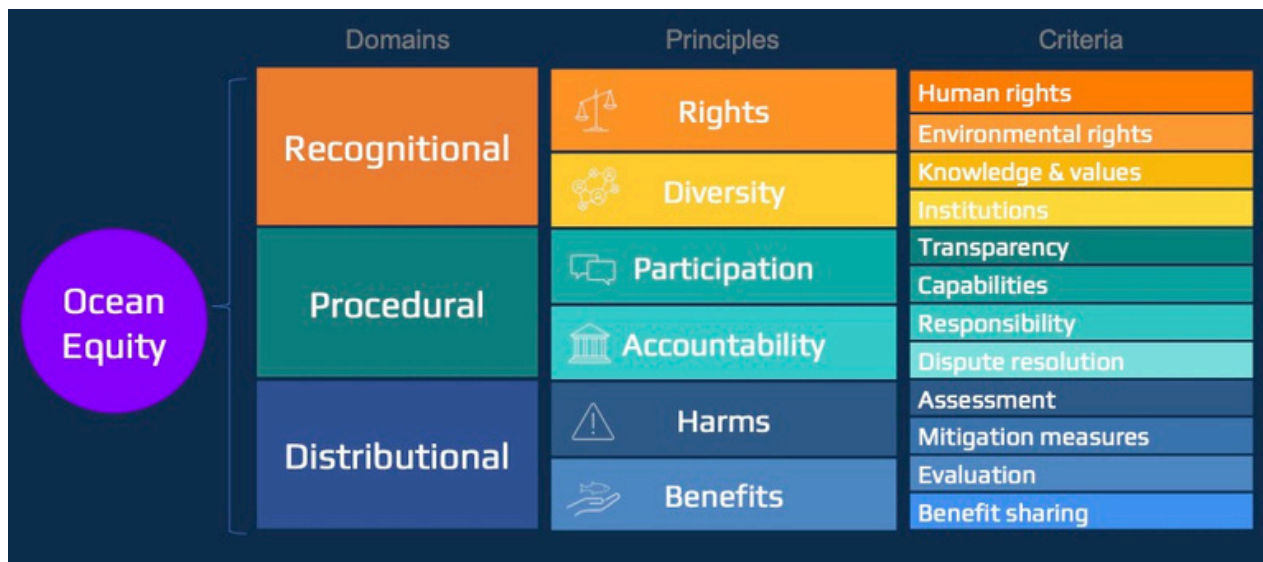 Domains
Principles
Criteria
Ocean
Equity
Recognitional
Rights
Human rights
Environmental rights
Diversity
Knowledge & values
Institutions
Procedural
Participation
Transparency
Capabilities
Accountability
Responsibility
Dispute resolution
Distributional
Harms
Assessment
Mitigation measures
Benefits
Evaluation
Benefit sharing